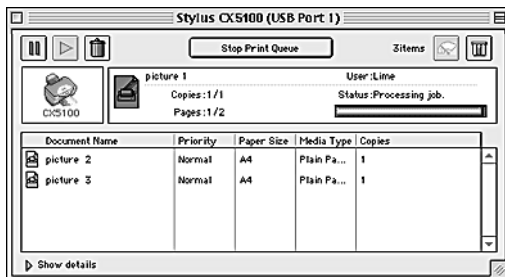 Stylus CX5100 (USB Port 1)
Stop Print Queue
3items
CX5100
picture 1
User :Lime
Copies :1/1
Status :Processing job.
Pages :1/2
Document Name Priority Paper Size Media Type Copies
picture 2 Normal A4 Plain Pa... 1
picture 3 Normal A4 Plain Pa... 1
Show details